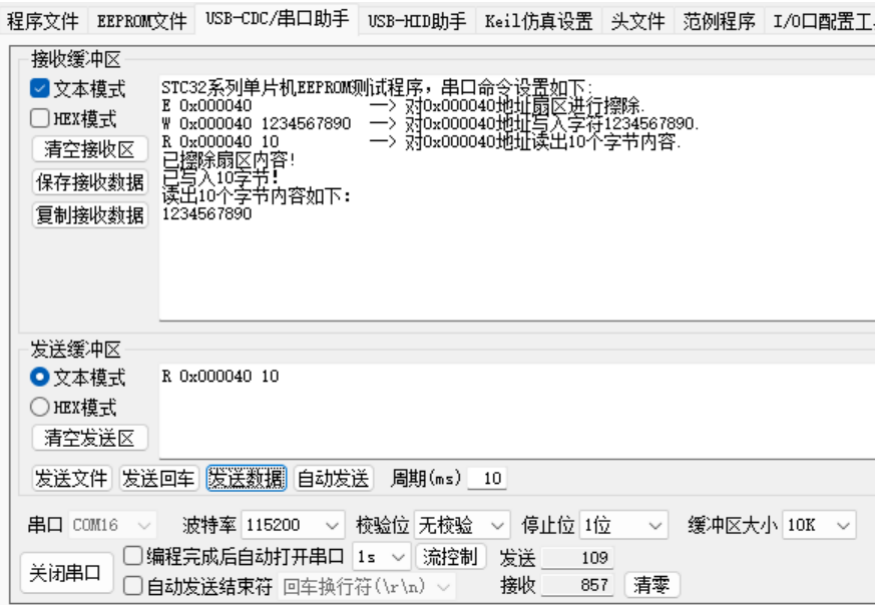 程序文件 EEPROM文件 USB-CDC/串口助手 USB-HID助手 Keil仿真设置 头文件 范例程序 I/O口配置工
接收缓冲区
文本模式
HEX模式
清空接收区
保存接收数据
复制接收数据
STC32系列单片机EEPROM测试程序，串口命令设置如下:
E 0x000040 —> 对0x000040地址扇区进行擦除.
W 0x000040 1234567890 —> 对0x000040地址写入字符1234567890.
R 0x000040 10 —> 对0x000040地址读出10个字节内容.
已擦除扇区内容!
已写入10字节!
读出10个字节内容如下：
1234567890
发送缓冲区
文本模式
HEX模式
清空发送区
R 0x000040 10
发送文件 发送回车 发送数据 自动发送 周期(ms) 10
串口 COM16 波特率 115200 校验位 无校验 停止位 1位 缓冲区大小 10K
关闭串口
编程完成后自动打开串口 1s 流控制 发送 109
自动发送结束符 回车换行符(\r\n) 接收 857 清零